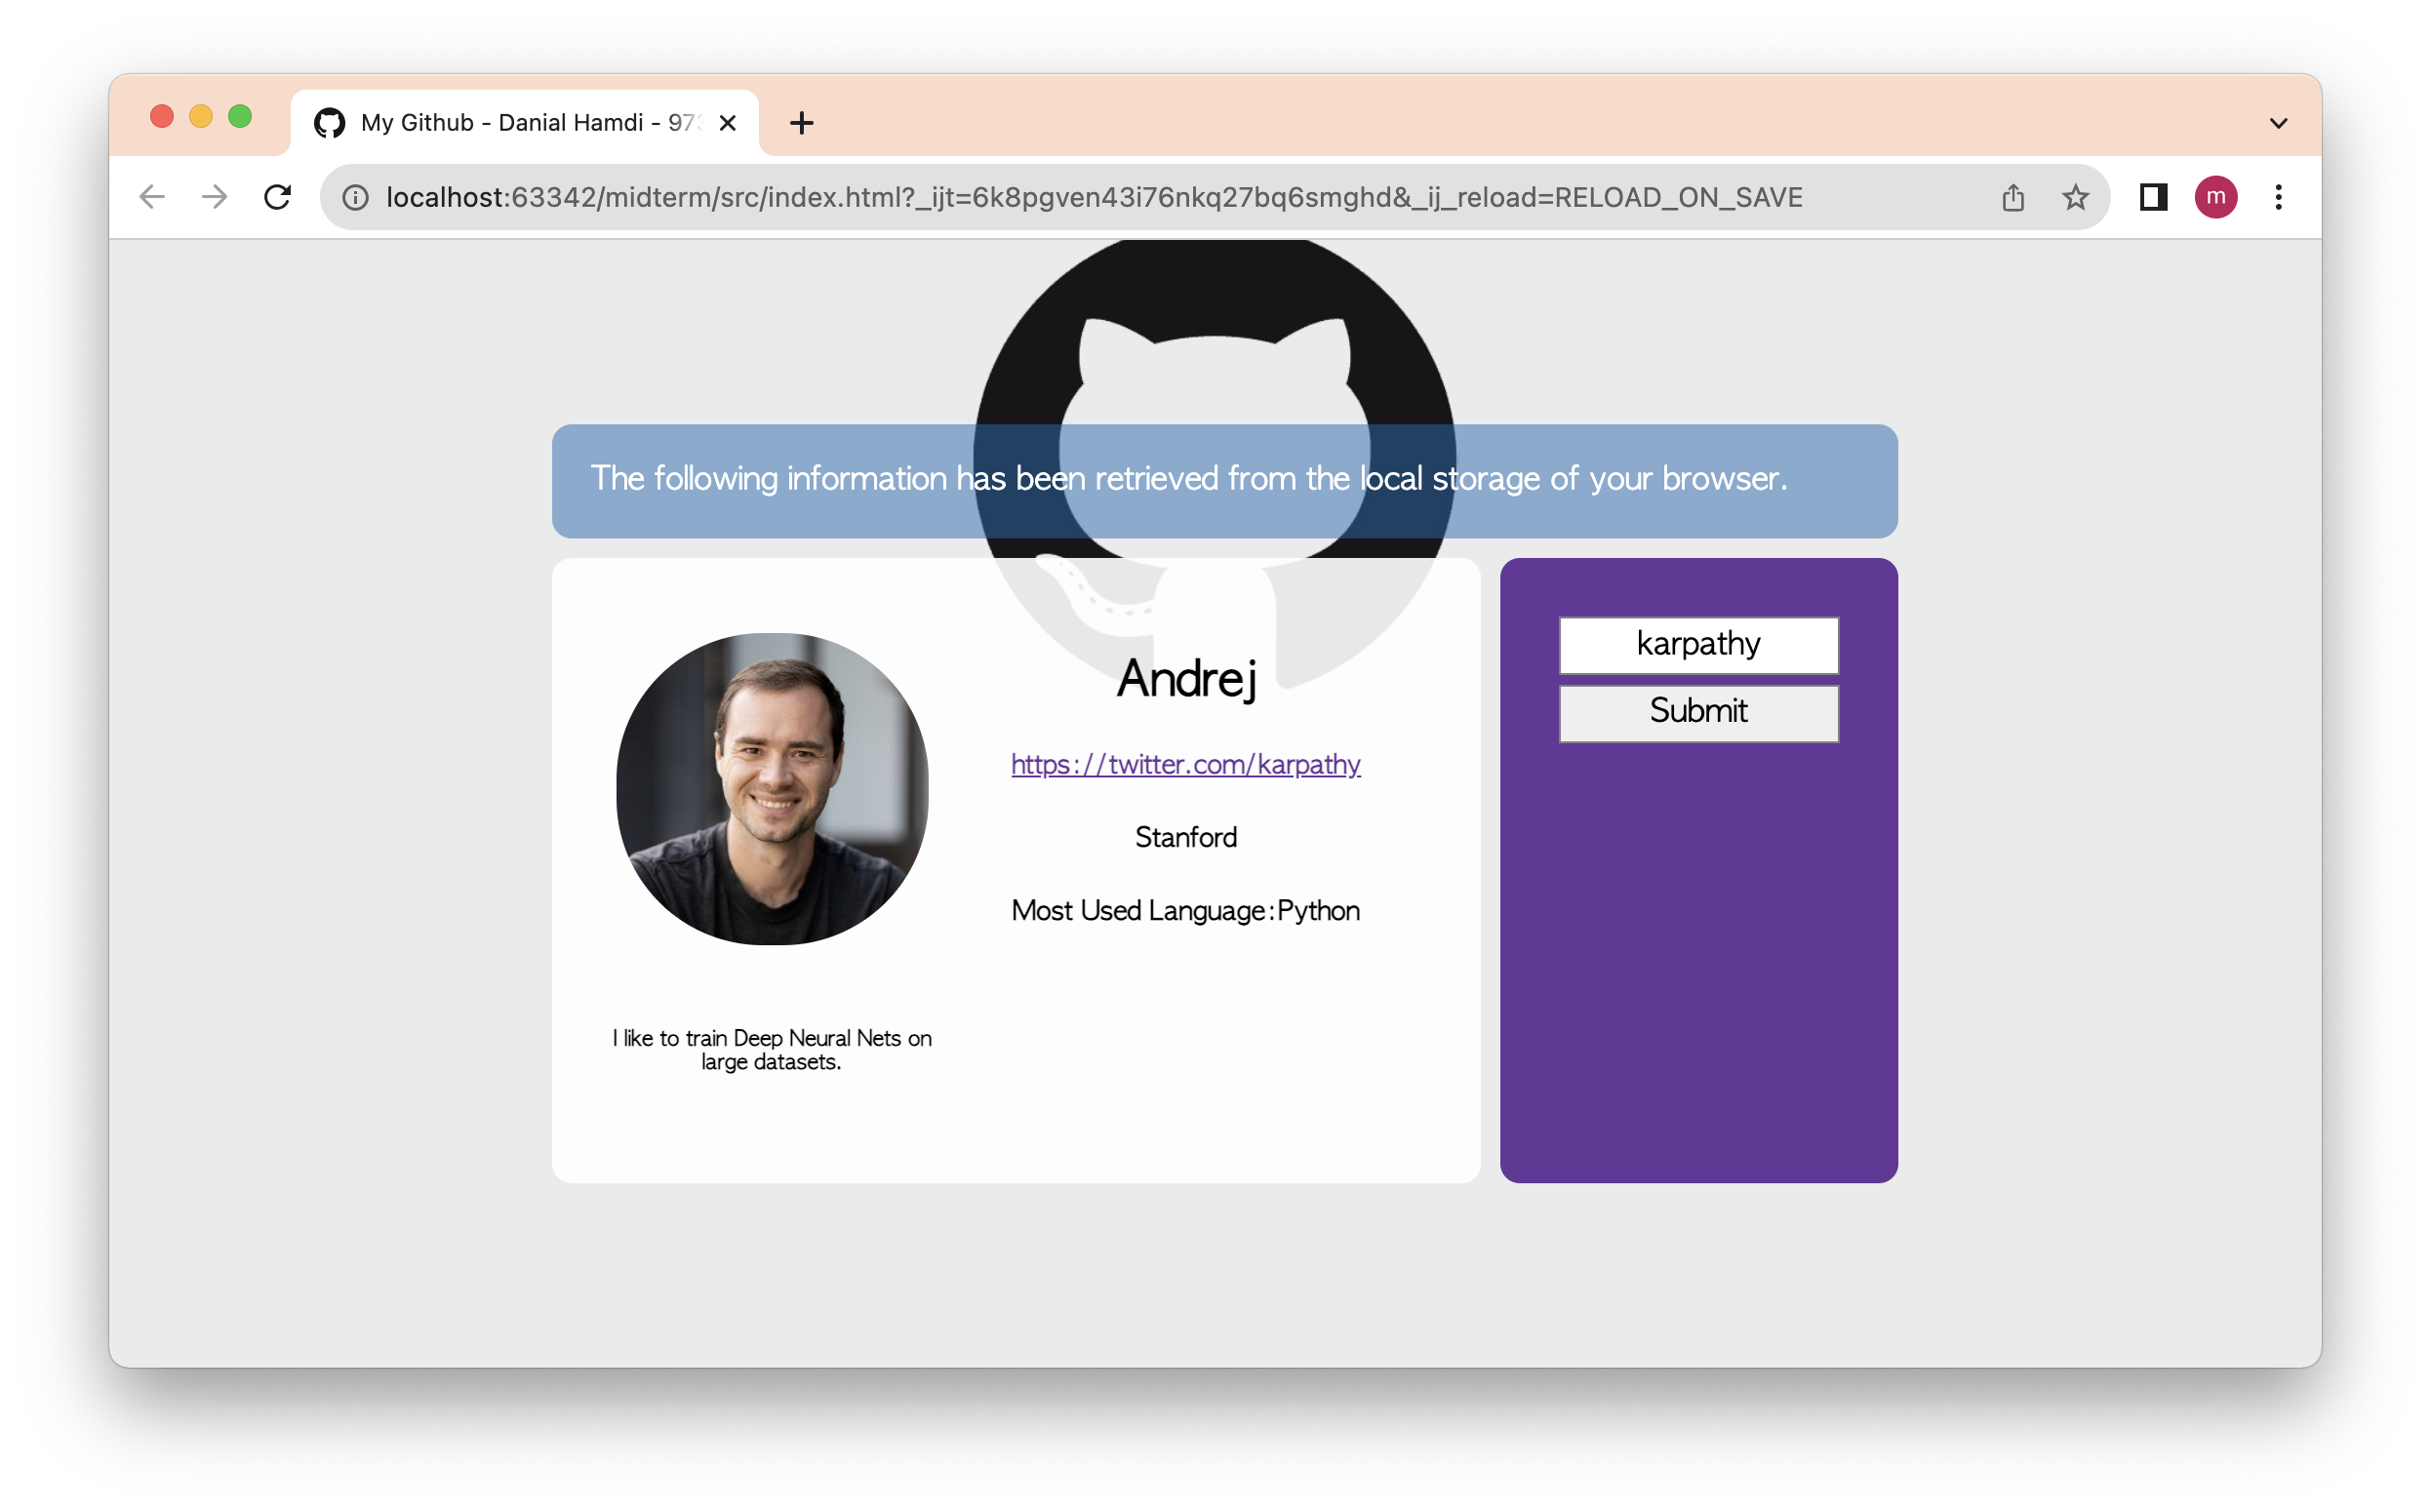 My Github - Danial Hamdi - 973
localhost:63342/midterm/src/index.html?_ijt=6k8pgven43i76nkq27bq6smghd&_ij_reload=RELOAD_ON_SAVE
m
The following information has been retrieved from the local storage of your browser.
Andrej
https://twitter.com/karpathy
Stanford
Most Used Language:Python
I like to train Deep Neural Nets on
large datasets.
karpathy
Submit